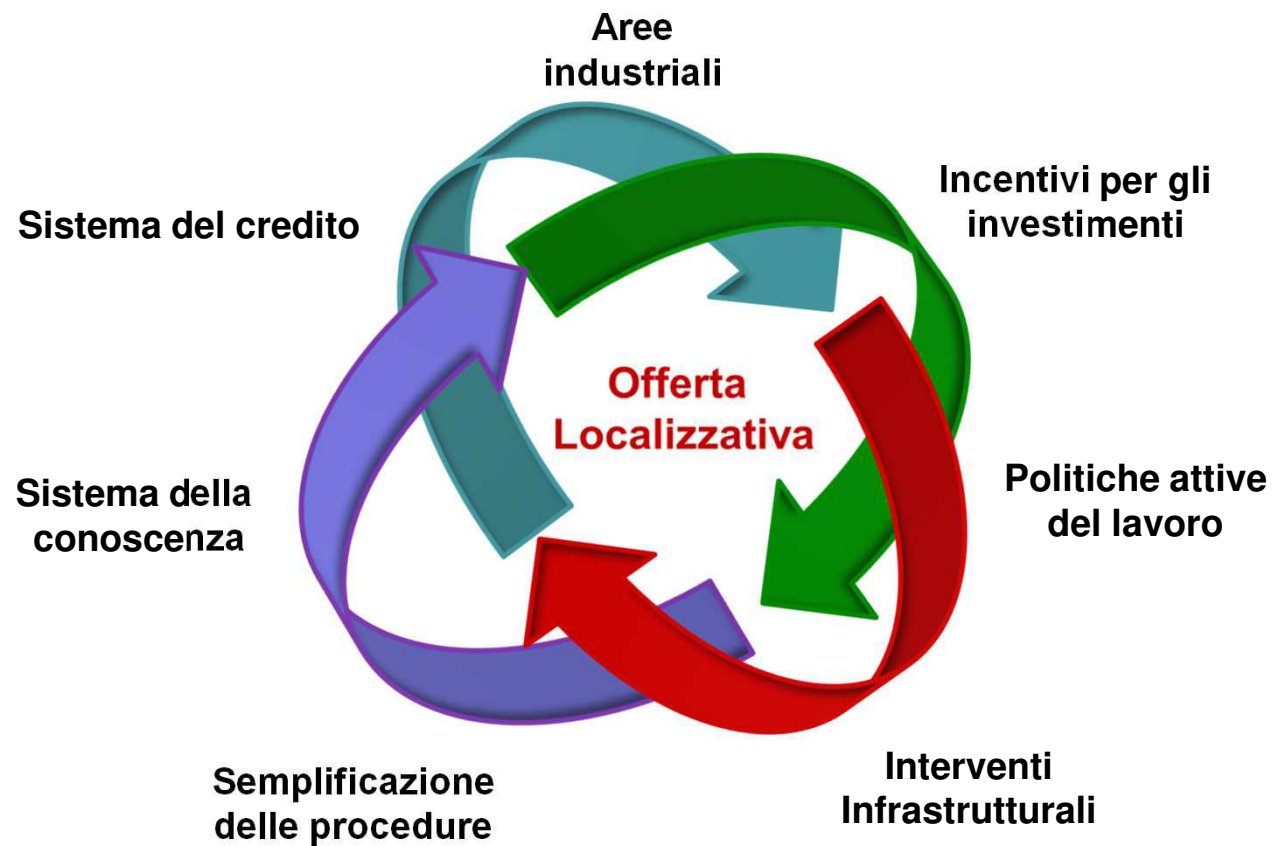 Aree
industriali
Incentivi per gli
investimenti
Sistema del credito
Offerta
Localizzativa
Politiche attive
del lavoro
Sistema della
conoscenza
Interventi
Infrastrutturali
Semplificazione
delle procedure